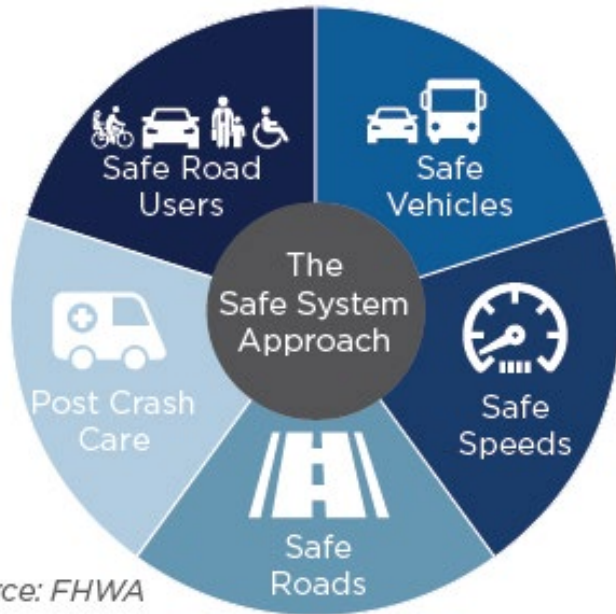 Safe Road
Users
Safe
Vehicles
The
Safe System
Approach
Safe
Speeds
Post Crash
Care
Safe
Roads
FHWA